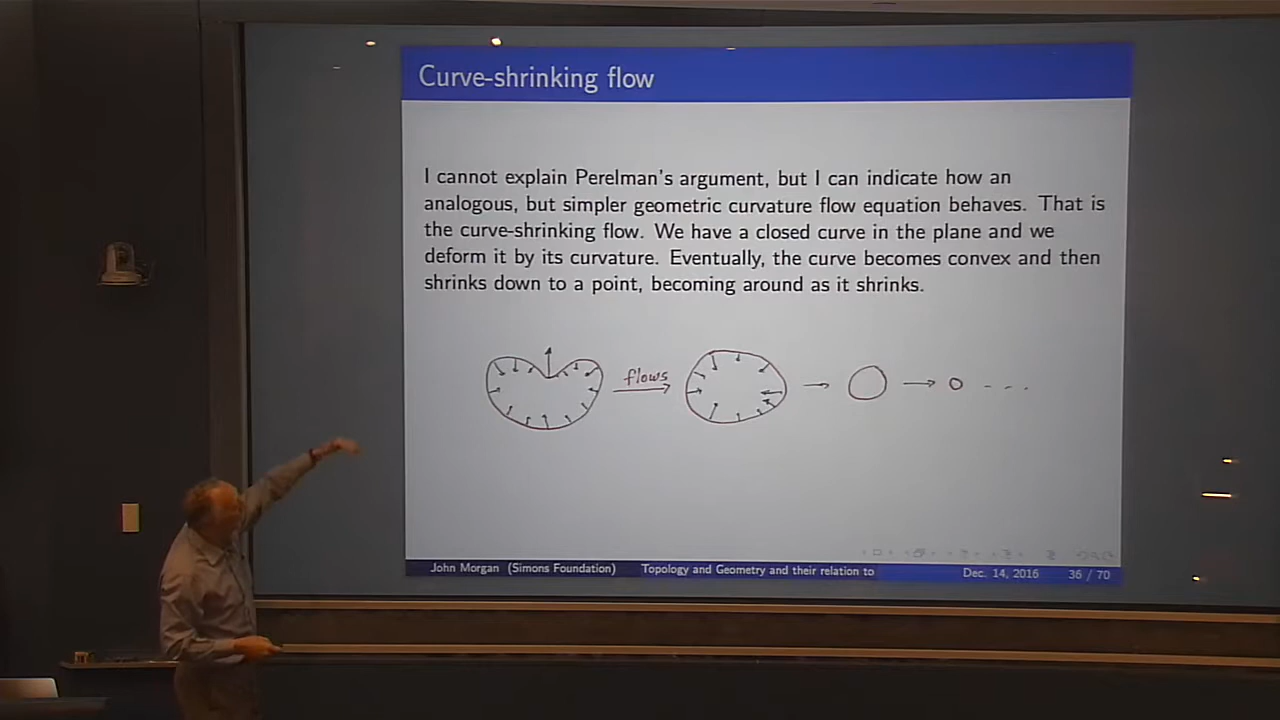 Curve-shrinking flow
I cannot explain Perelman's argument, but I can indicate how an
analogous, but simpler geometric curvature flow equation behaves. That is
the curve-shrinking flow. We have a closed curve in the plane and we
deform it by its curvature. Eventually, the curve becomes convex and then
shrinks down to a point, becoming around as it shrinks.
flows
John Morgan (Simons Foundation) Topology and Geometry and their relation to Dec. 14, 2016 36 / 70